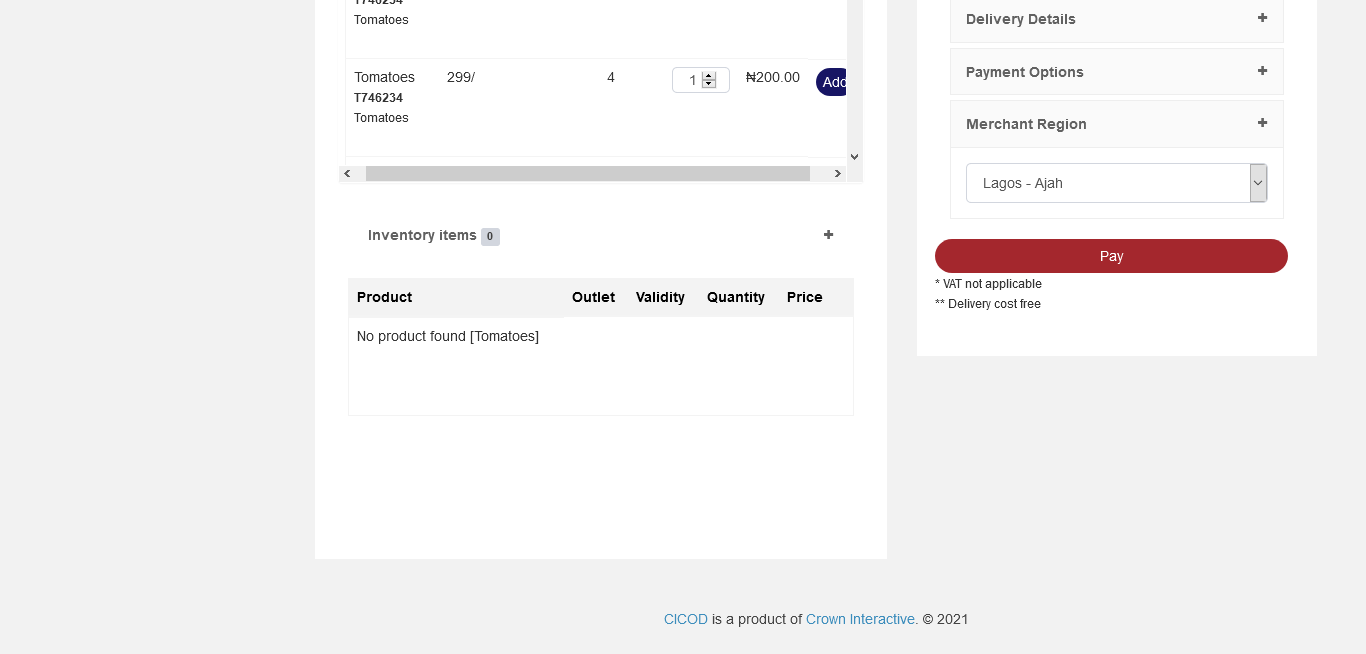 T746234
Tomatoes
Tomatoes 299/ 4 1 ₦200.00 Add
T746234
Tomatoes
Inventory items 0
Product Outlet Validity Quantity Price
No product found [Tomatoes]
Delivery Details
Payment Options
Merchant Region
Lagos - Ajah
Pay
* VAT not applicable
** Delivery cost free
CICOD is a product of Crown Interactive. © 2021